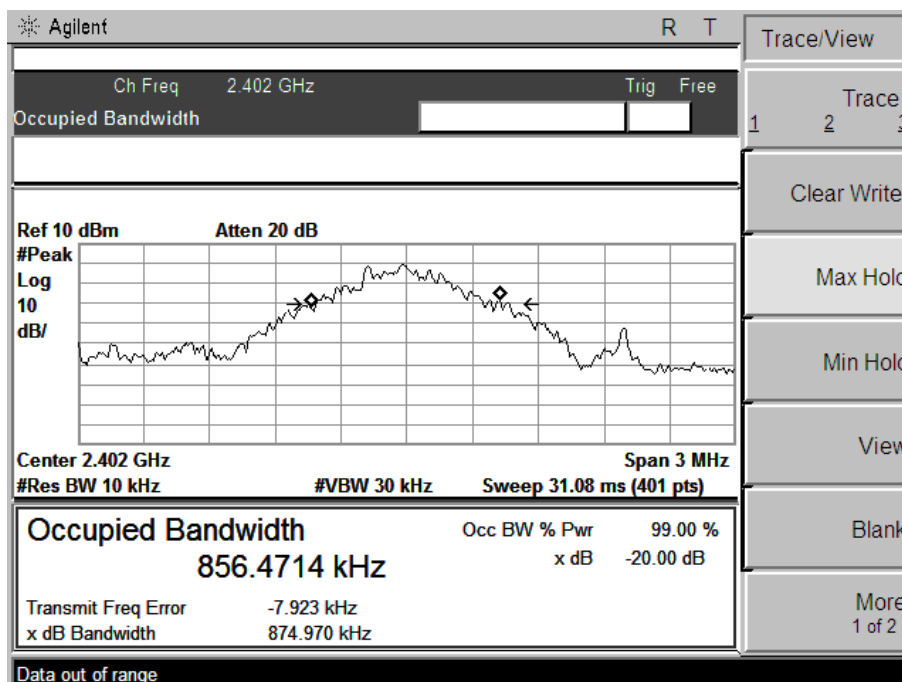 Agilent R T
Ch Freq 2.402 GHz Trig Free
Occupied Bandwidth
Ref 10 dBm Atten 20 dB
#Peak
Log
10
dB/
Center 2.402 GHz Span 3 MHz
#Res BW 10 kHz #VBW 30 kHz Sweep 31.08 ms (401 pts)
Occupied Bandwidth Occ BW % Pwr 99.00 %
856.4714 kHz x dB -20.00 dB
Transmit Freq Error -7.923 kHz
x dB Bandwidth 874.970 kHz
Data out of range
Trace/View
Trace
1 2
Clear Write
Max Hold
Min Hold
View
Blank
More
1 of 2